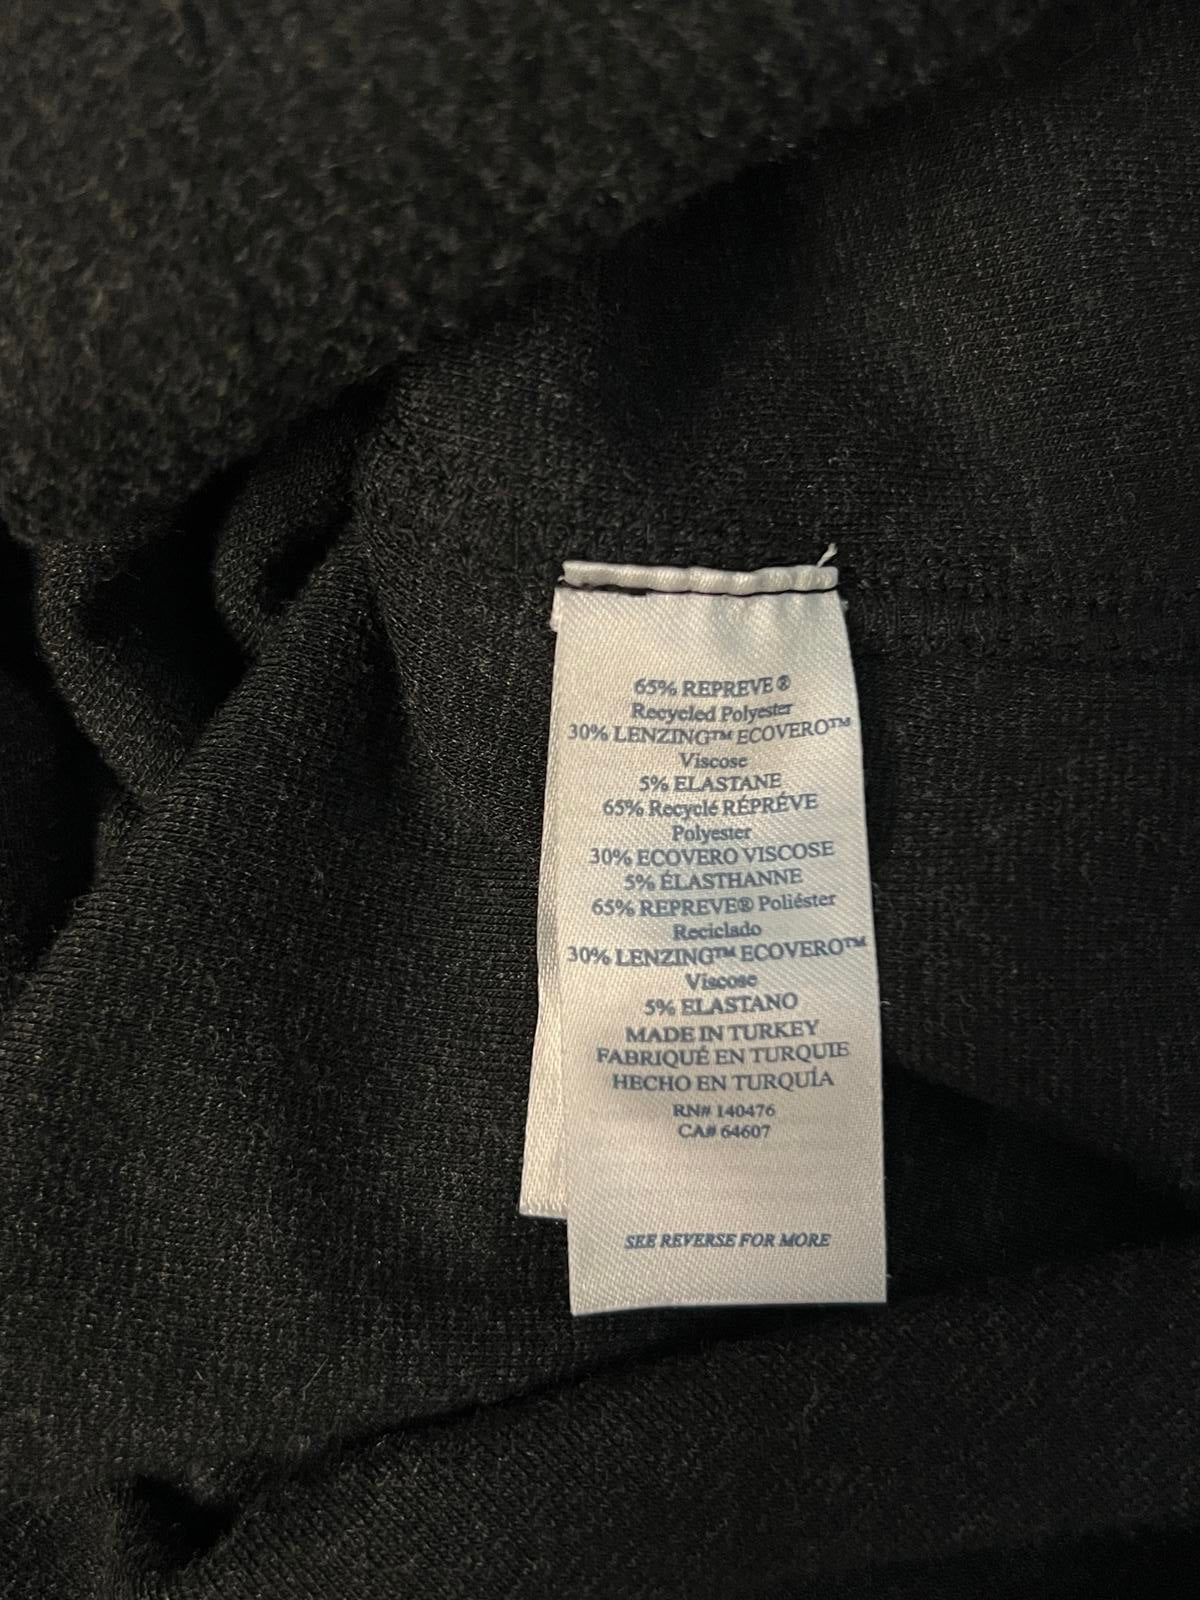 65% REPREVE ®
Recycled Polyester
30% LENZING™ ECOVERO™
Viscose
5% ELASTANE
65% Recyclé RÉPRÉVE
Polyester
30% ECOVERO VISCOSE
5% ÉLASTHANNE
65% REPREVE® Poliéster
Reciclado
30% LENZING™ ECOVERO™
Viscose
5% ELASTANO
MADE IN TURKEY
FABRIQUÉ EN TURQUIE
HECHO EN TURQUÍA
RN# 140476
CA# 64607
SEE REVERSE FOR MORE